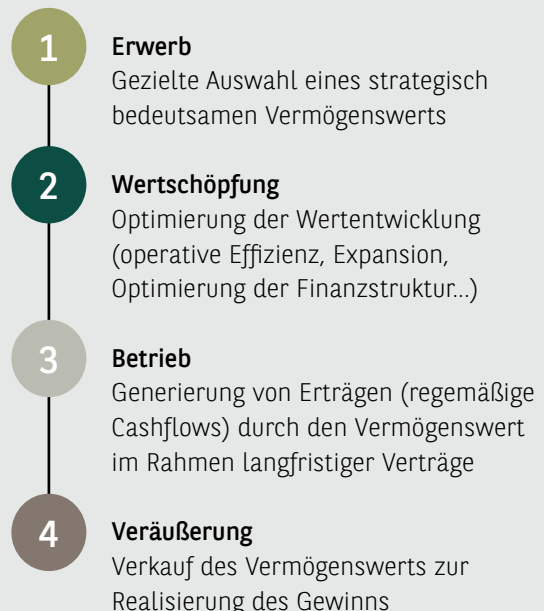 1
Erwerb
Gezielte Auswahl eines strategisch
bedeutsamen Vermögenswerts
2
Wertschöpfung
Optimierung der Wertentwicklung
(operative Effizienz, Expansion,
Optimierung der Finanzstruktur...)
3
Betrieb
Generierung von Erträgen (regemäßige
Cashflows) durch den Vermögenswert
im Rahmen langfristiger Verträge
4
Veräußerung
Verkauf des Vermögenswerts zur
Realisierung des Gewinns